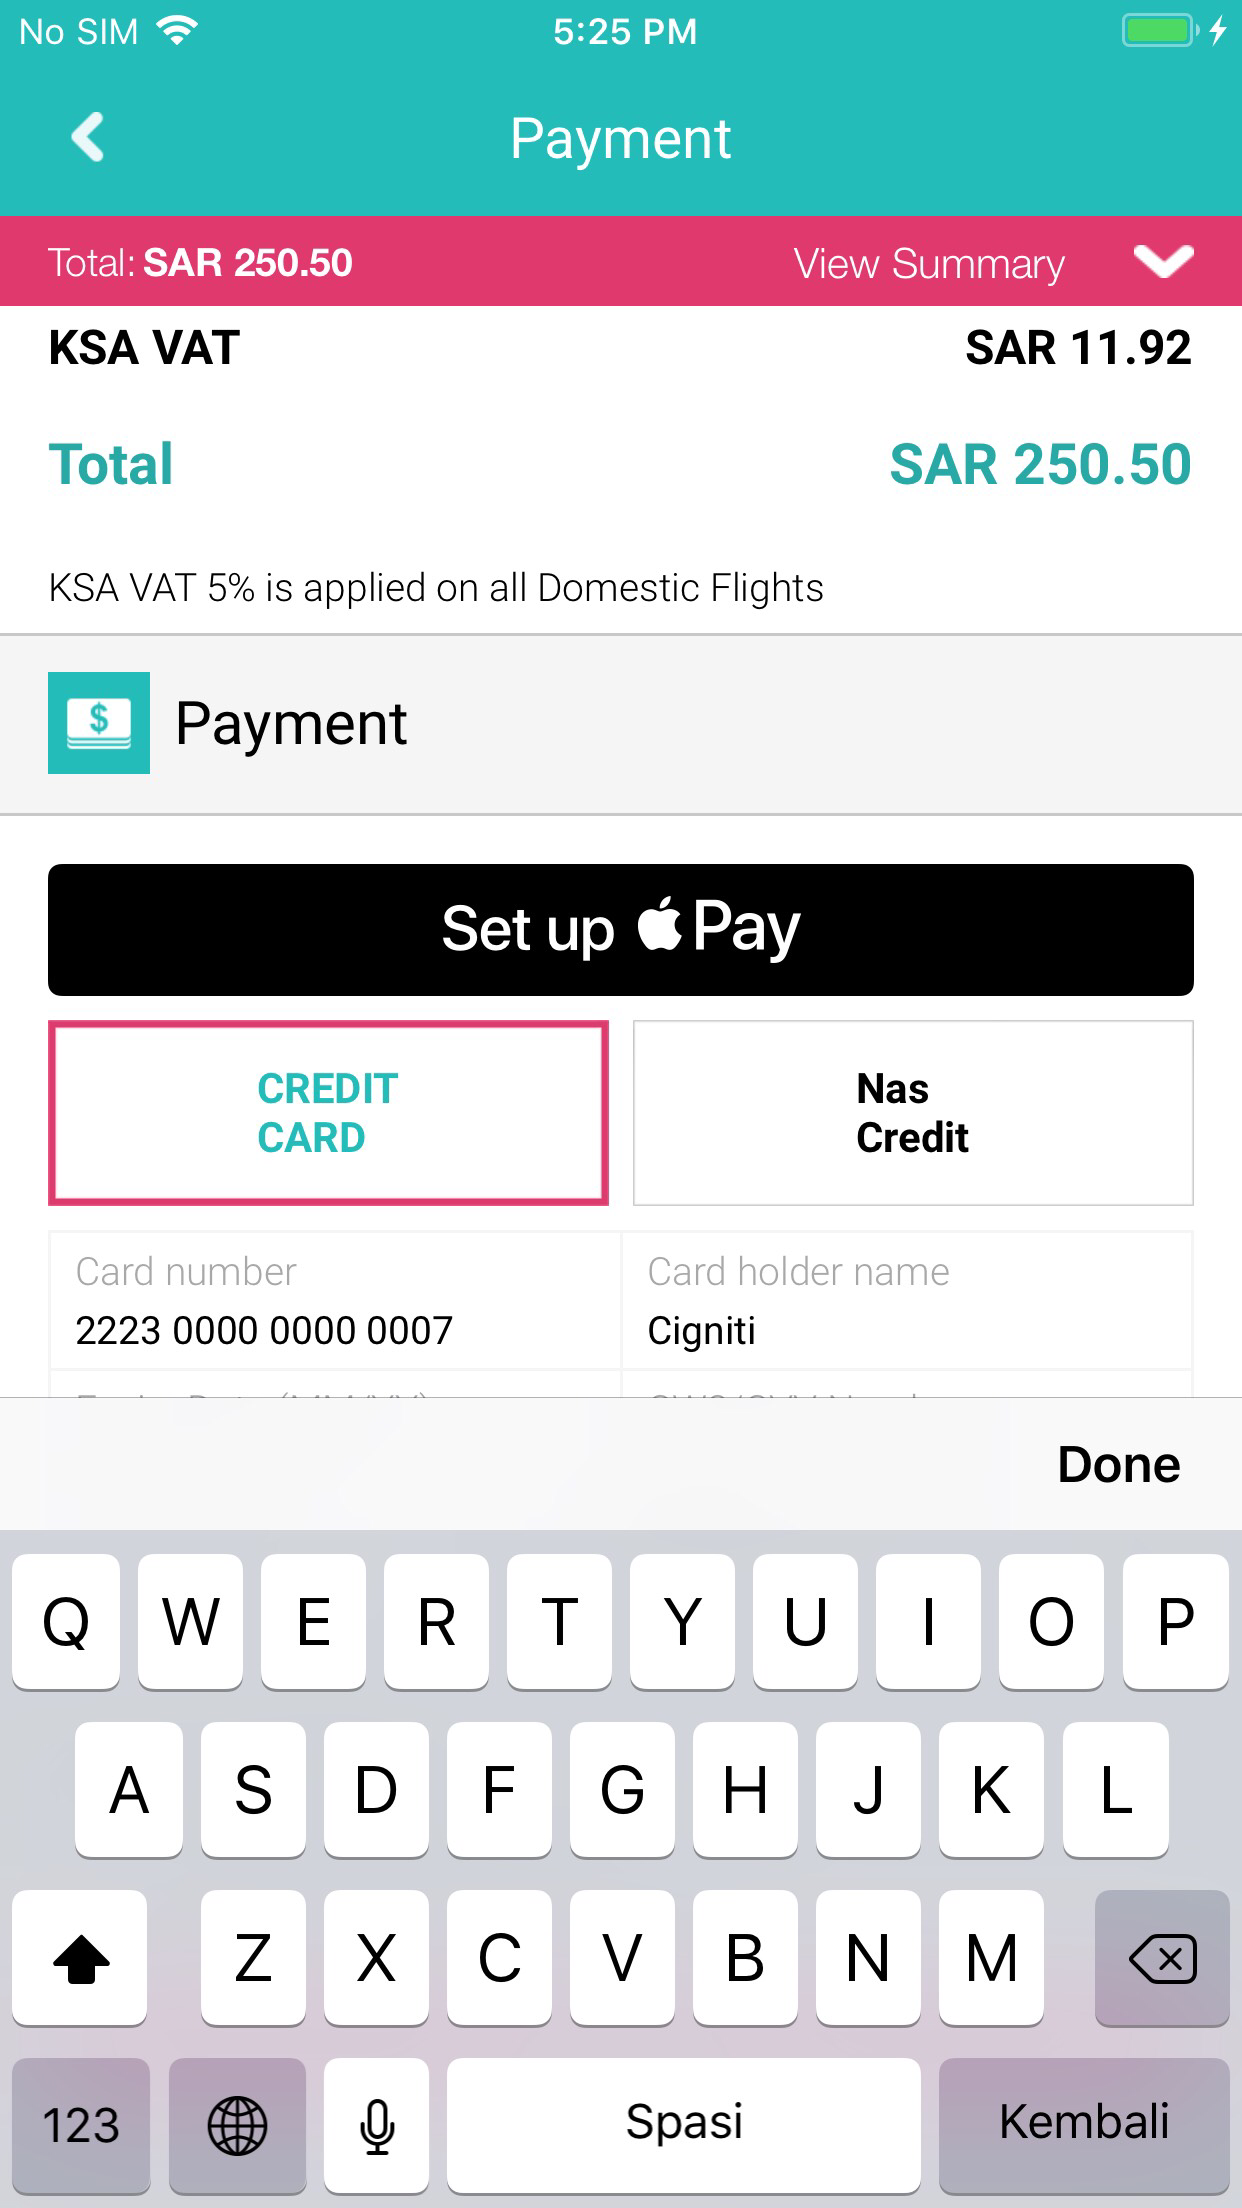 No SIM 5:25 PM
Payment
Total: SAR 250.50 View Summary
KSA VAT SAR 11.92
Total SAR 250.50
KSA VAT 5% is applied on all Domestic Flights
$ Payment
Set up Pay
CREDIT
CARD
Nas
Credit
Card number Card holder name
2223 0000 0000 0007 Cigniti
Done
Q W E R T Y U I O P
A S D F G H J K L
Z X C V B N M
123 Spasi Kembali